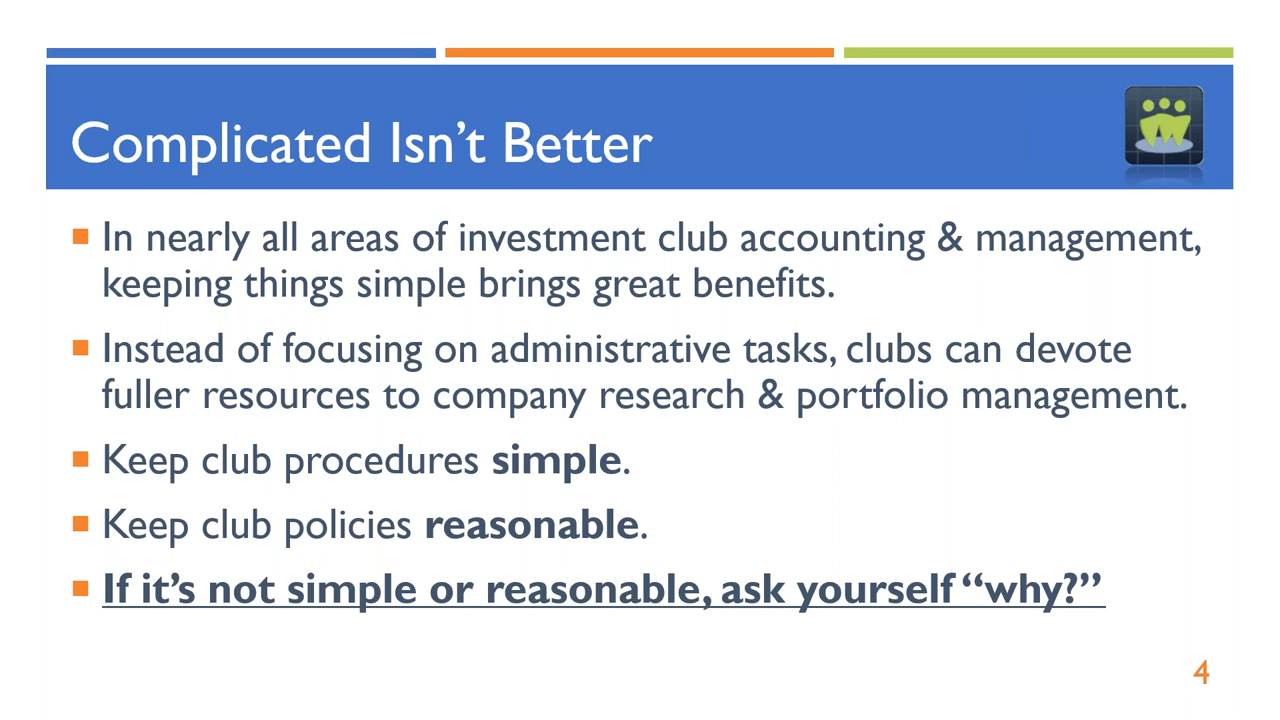 Complicated Isn’t Better
In nearly all areas of investment club accounting & management,
keeping things simple brings great benefits.
Instead of focusing on administrative tasks, clubs can devote
fuller resources to company research & portfolio management.
Keep club procedures simple.
Keep club policies reasonable.
If it’s not simple or reasonable, ask yourself “why?”
4